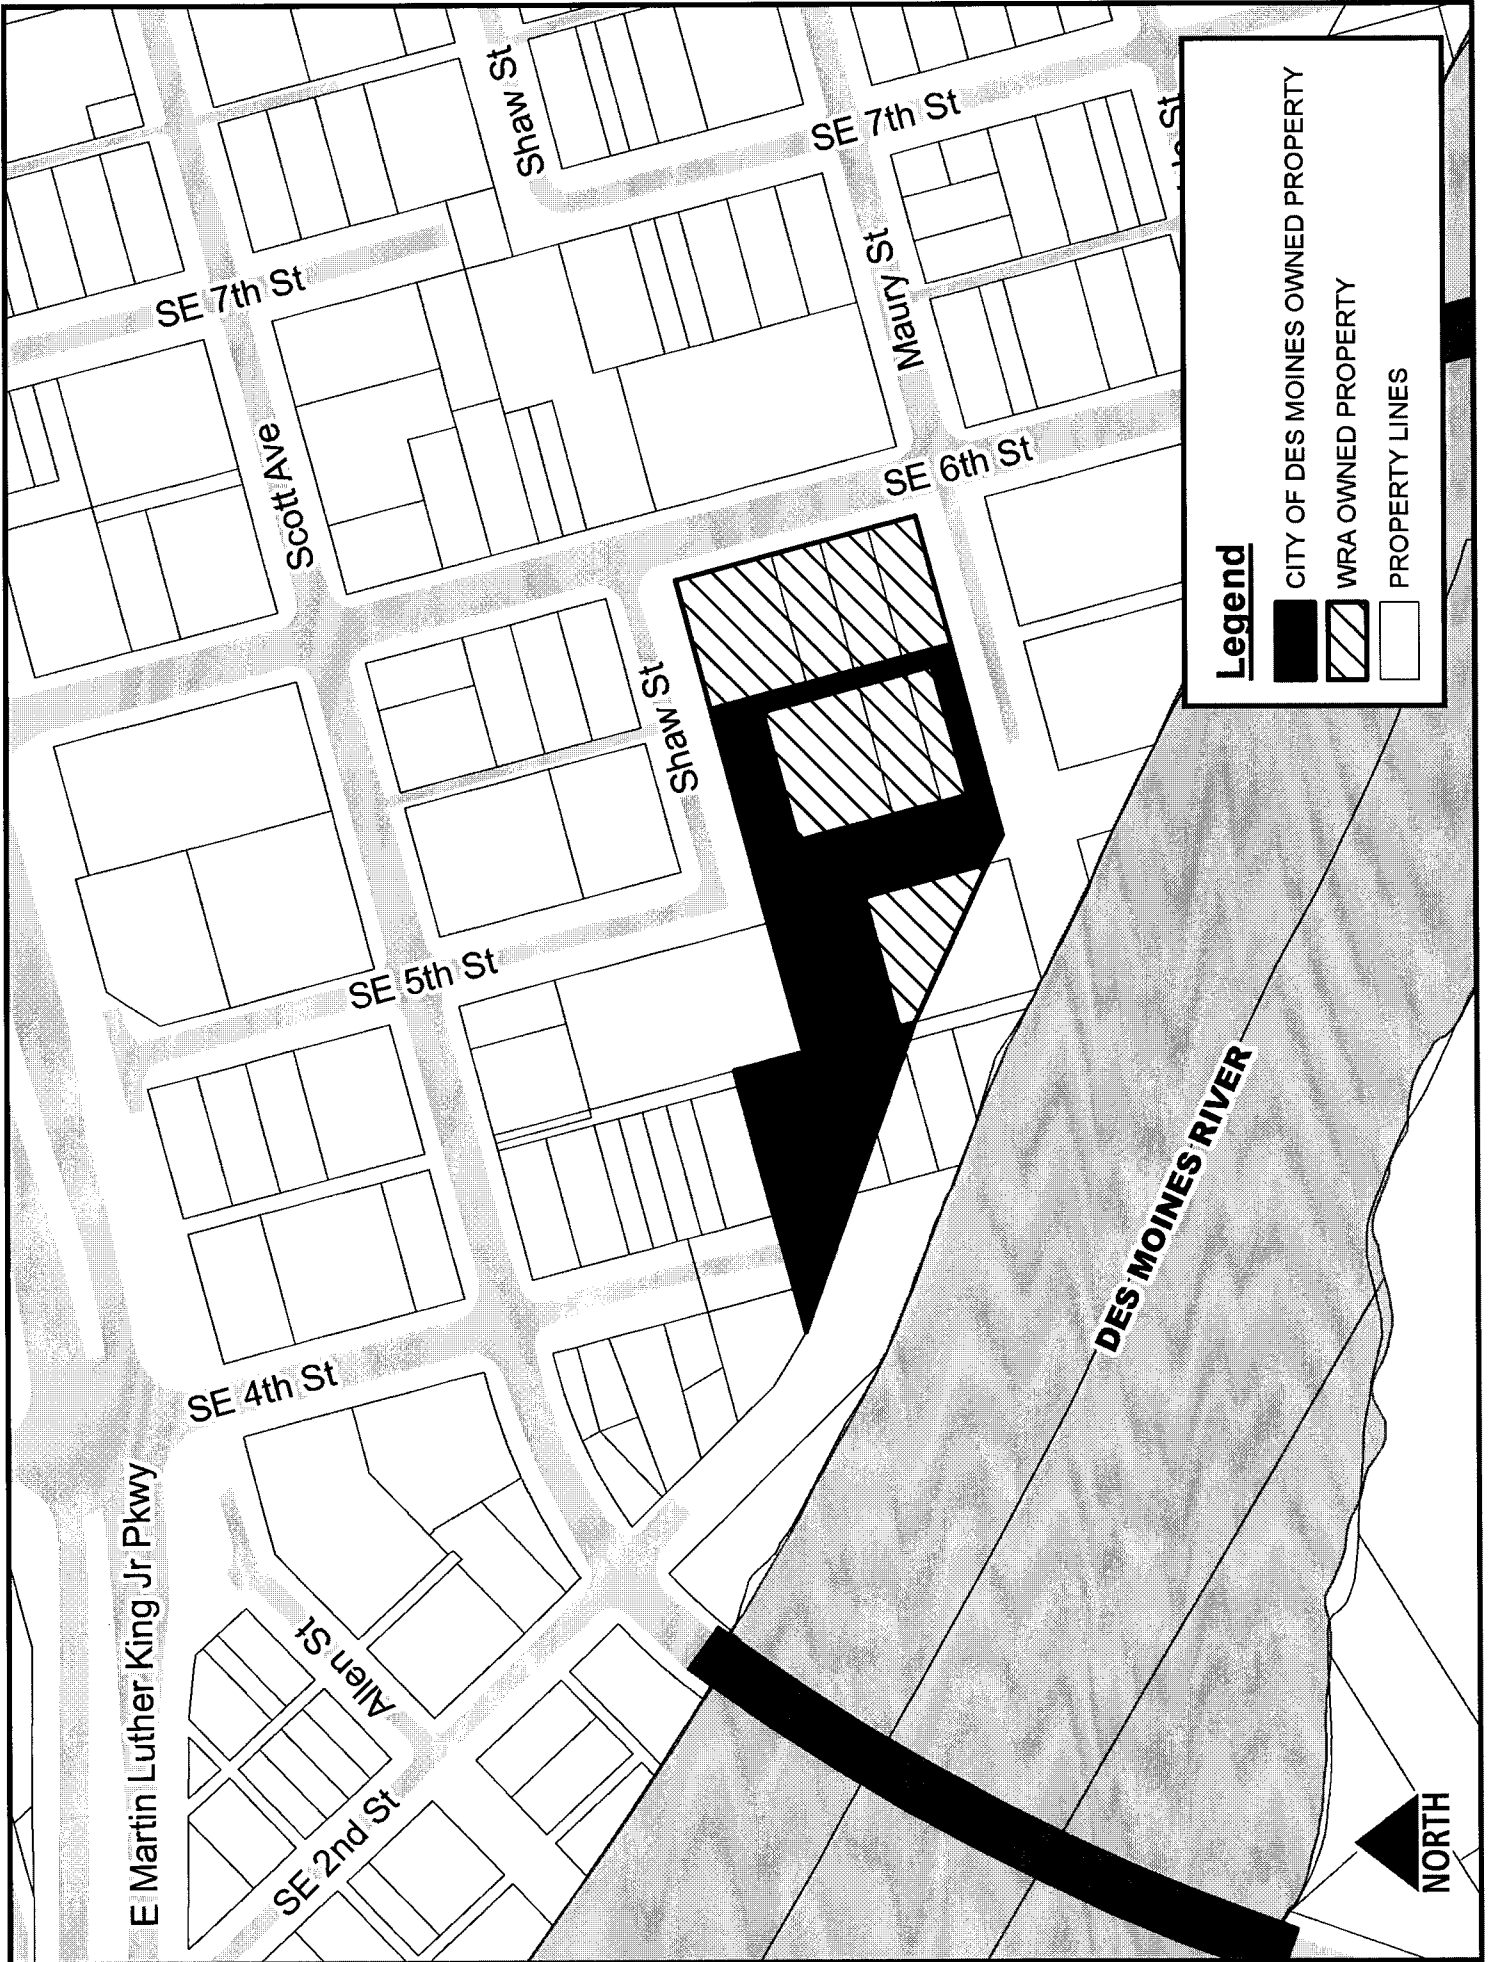 E Martin Luther King Jr Pkwy
SE 2nd St
Allen St
SE 4th St
SE 5th St
Scott Ave
SE 7th St
Shaw St
Shaw St
SE 6th St
Maury St
SE 7th St
DES MOINES RIVER
NORTH
Legend
CITY OF DES MOINES OWNED PROPERTY
WRA OWNED PROPERTY
PROPERTY LINES